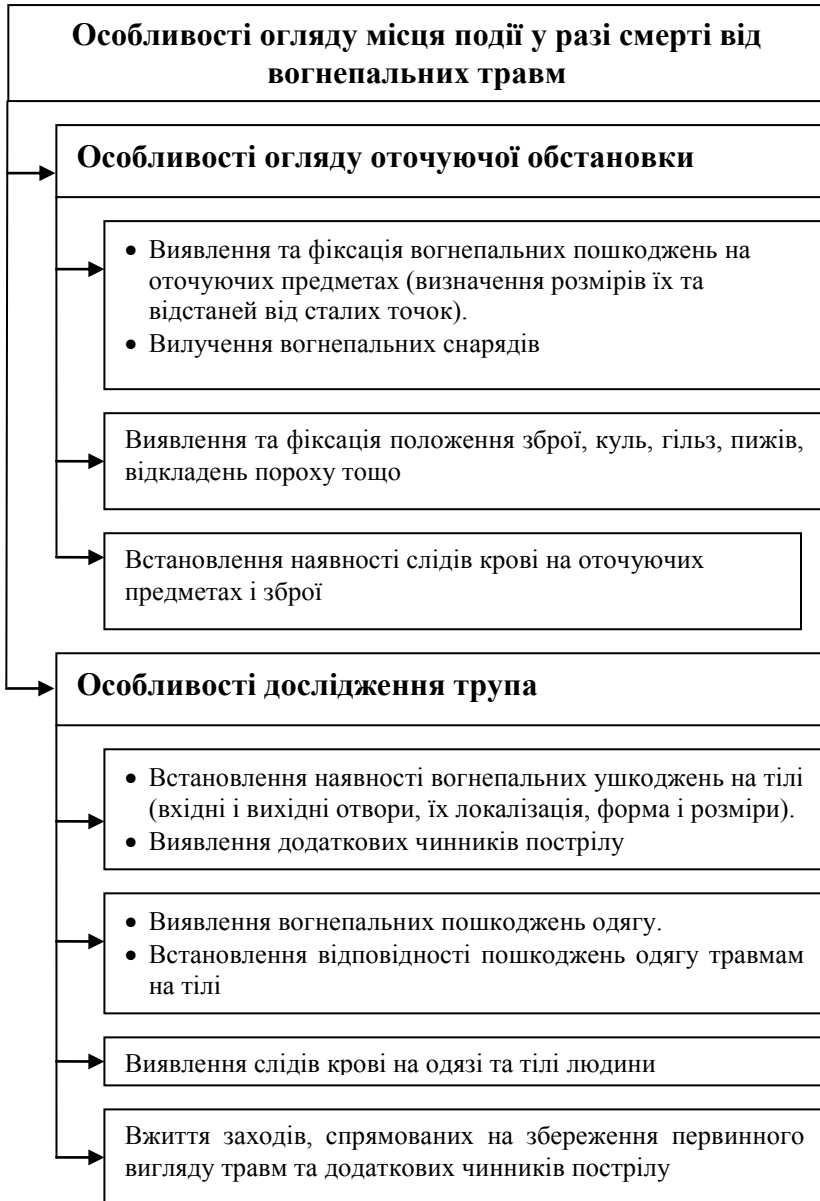 Особливості огляду місця події у разі смерті від
вогнепальних травм
Особливості огляду оточуючої обстановки
• Виявлення та фіксація вогнепальних пошкоджень на
оточуючих предметах (визначення розмірів їх та
відстаней від сталих точок).
• Вилучення вогнепальних снарядів
Виявлення та фіксація положення зброї, куль, гільз, пижів,
відкладень пороху тощо
Встановлення наявності слідів крові на оточуючих
предметах і зброї
Особливості дослідження трупа
• Встановлення наявності вогнепальних ушкоджень на тілі
(вхідні і вихідні отвори, їх локалізація, форма і розміри).
• Виявлення додаткових чинників пострілу
• Виявлення вогнепальних пошкоджень одягу.
• Встановлення відповідності пошкоджень одягу травмам
на тілі
Виявлення слідів крові на одязі та тілі людини
Вжиття заходів, спрямованих на збереження первинного
вигляду травм та додаткових чинників пострілу